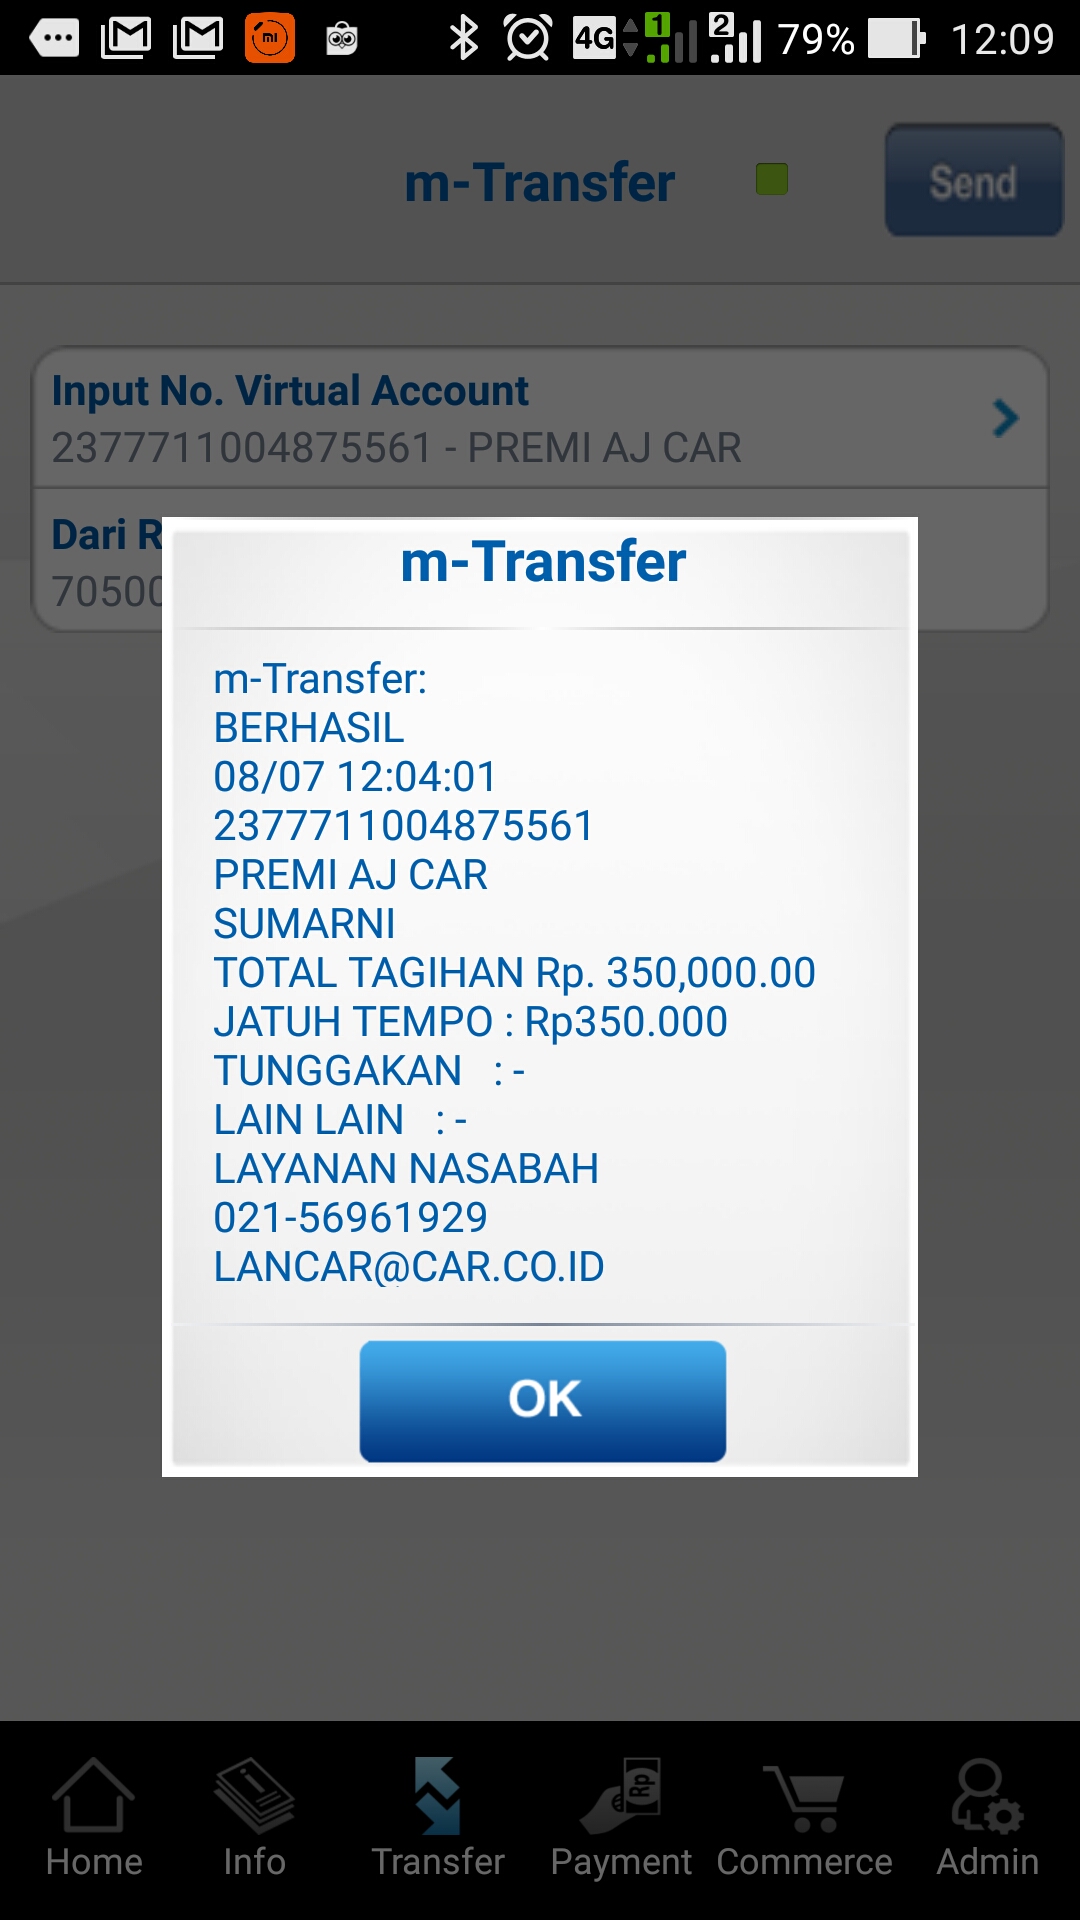 4G 1 2 79% 12:09
m-Transfer
Send
Input No. Virtual Account
2377711004875561 - PREMI AJ CAR
Dari R
70500
m-Transfer
m-Transfer:
BERHASIL
08/07 12:04:01
2377711004875561
PREMI AJ CAR
SUMARNI
TOTAL TAGIHAN Rp. 350,000.00
JATUH TEMPO : Rp350.000
TUNGGAKAN : -
LAIN LAIN : -
LAYANAN NASABAH
021-56961929
LANCAR@CAR.CO.ID
OK
Home Info Transfer Payment Commerce Admin